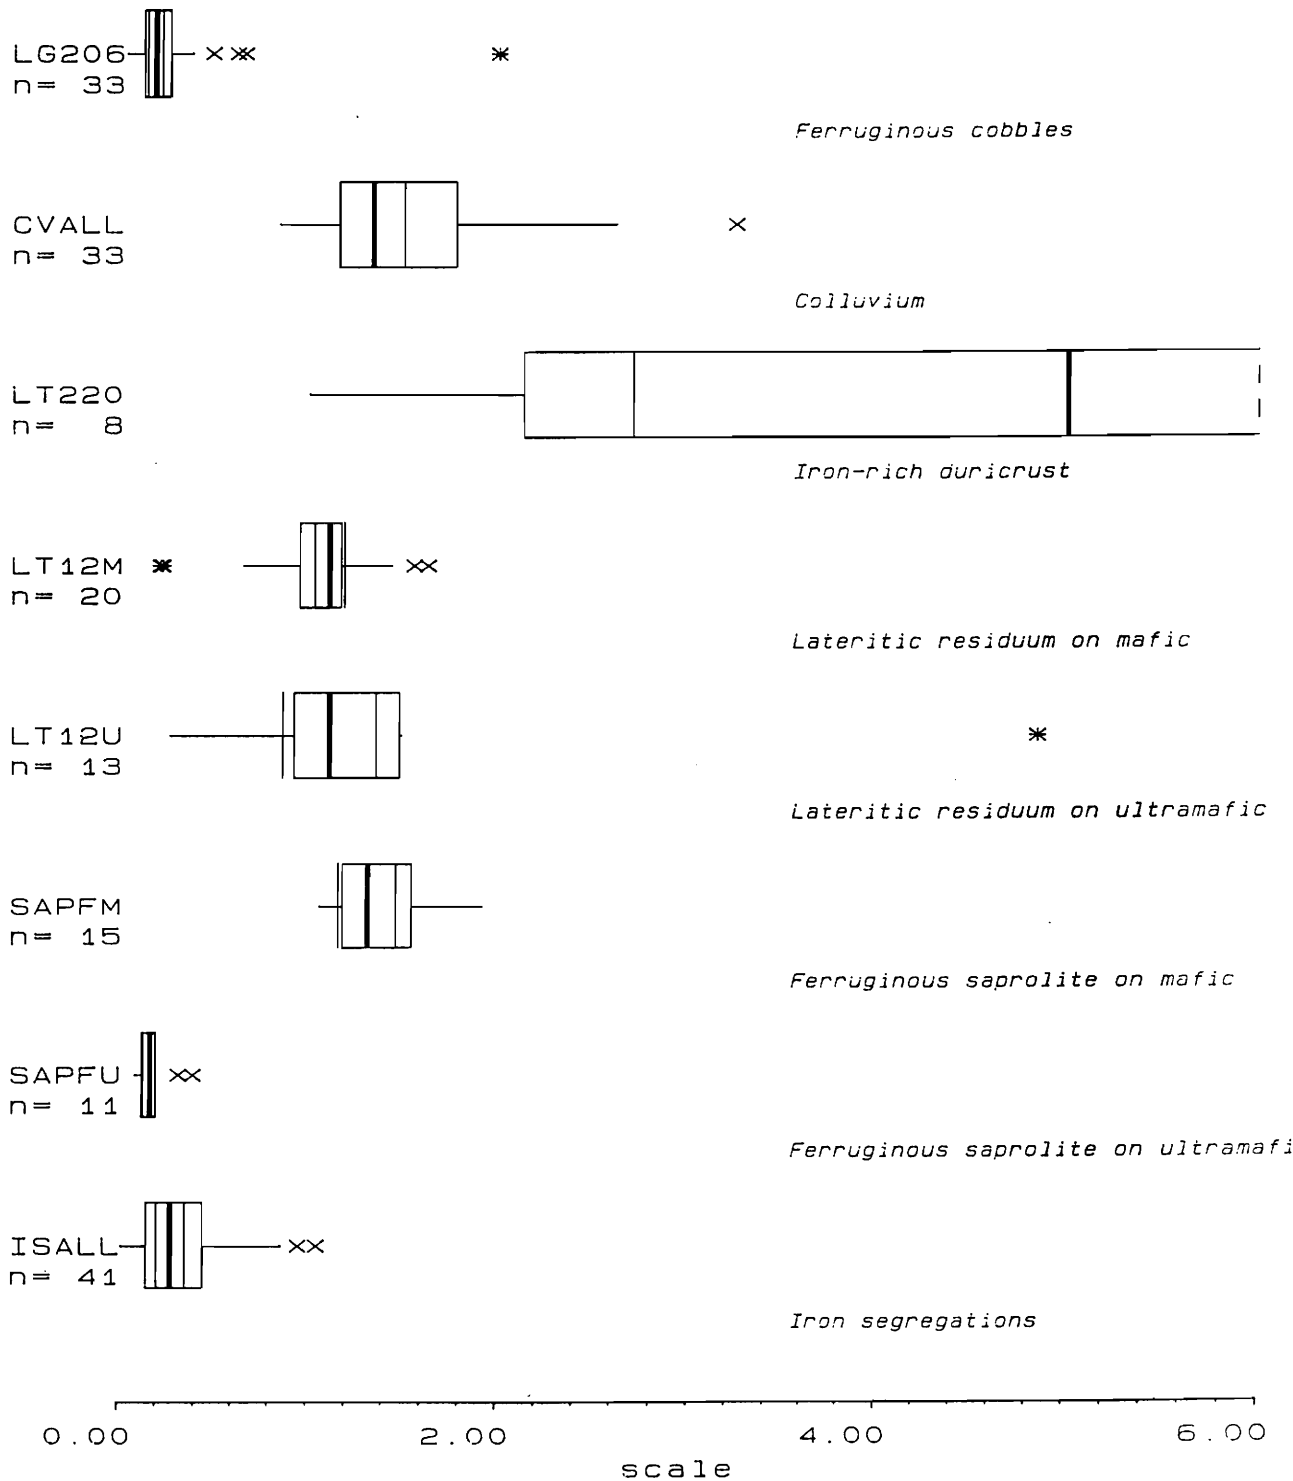 LG206
n= 33
Ferruginous cobbles
CVALL
n= 33
Colluvium
LT220
n= 8
Iron-rich duricrust
LT12M
n= 20
Lateritic residuum on mafic
LT12U
n= 13
Lateritic residuum on ultramafic
SAPFM
n= 15
Ferruginous saprolite on mafic
SAPFU
n= 11
Ferruginous saprolite on ultramafi
ISALL
n= 41
Iron segregations
0.00 2.00 4.00 6.00
scale